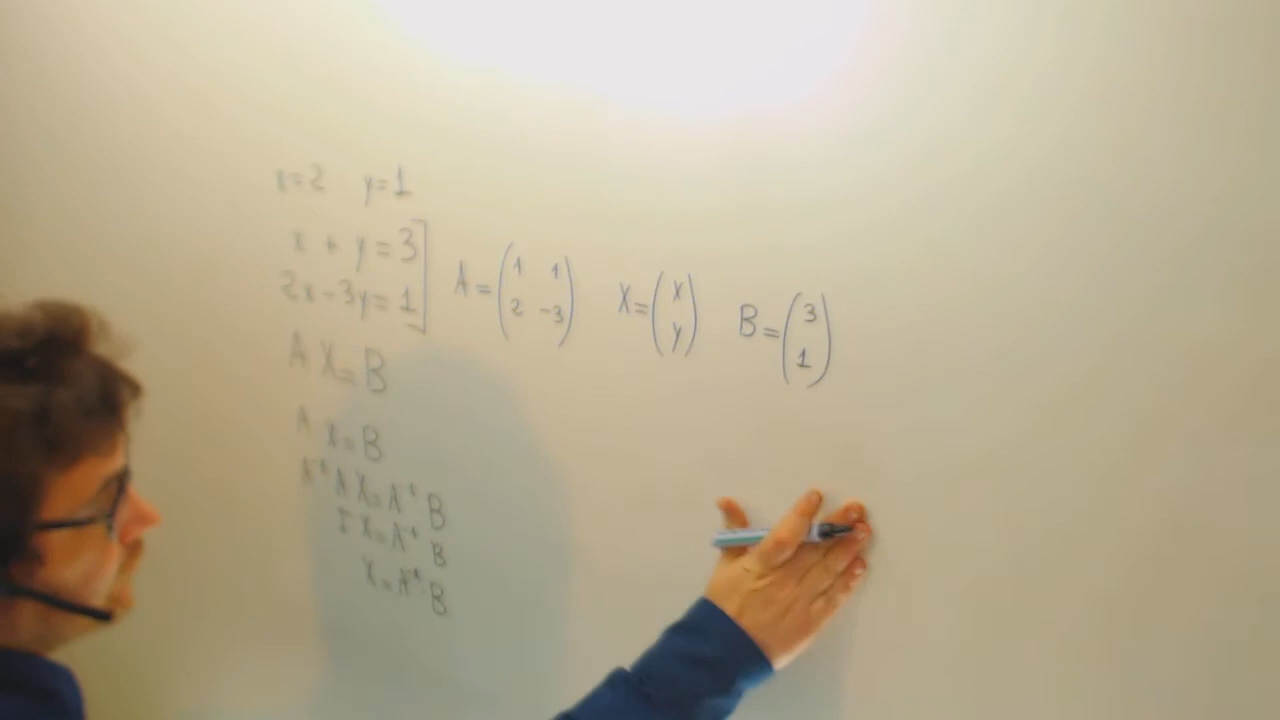 x=2 y=1
x + y = 3
2x-3y=1
A = (1 1 2 -3) X = (x y) B = (3 1)
A X = B
A X = B
A⁻¹ A X = A⁻¹ B
I X = A⁻¹ B
X = A⁻¹ B